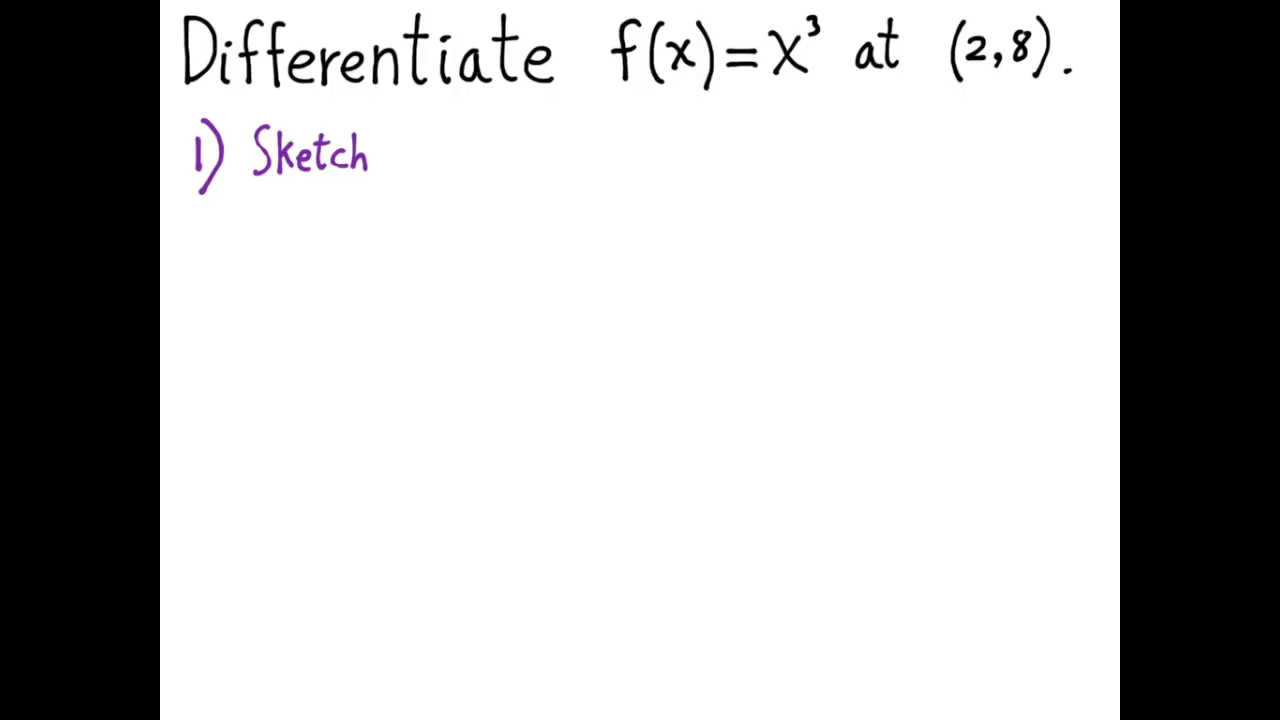 Differentiate f(x)=x³ at (2,8).
1) Sketch